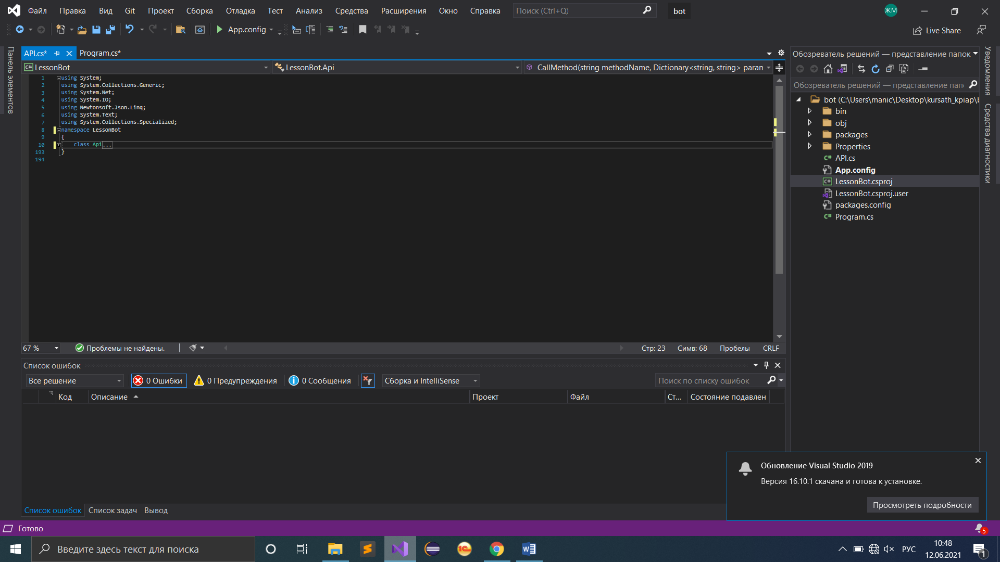 Файл Правка Вид Git Проект Сборка Отладка Тест Анализ Средства Расширения Окно Справка Поиск (Ctrl+Q) bot ЖМ
App.config Live Share
Панель элементов
API.cs* Program.cs*
LessonBot LessonBot.Api CallMethod(string methodName, Dictionary<string, string> param
1 using System;
2 using System.Collections.Generic;
3 using System.Net;
4 using System.IO;
5 using Newtonsoft.Json.Linq;
6 using System.Text;
7 using System.Collections.Specialized;
8 namespace LessonBot
9 {
10 class Api...
193 }
194
67 % Проблемы не найдены. Стр: 23 Симв: 68 Пробелы CRLF
Обозреватель решений — представление папок
Обозреватель решений — представление папі
bot (C:\Users\manic\Desktop\kursath_kpiap\b
bin
obj
packages
Properties
API.cs
App.config
LessonBot.csproj
LessonBot.csproj.user
packages.config
Program.cs
Уведомления
Средства диагностики
Список ошибок
Все решение 0 Ошибки 0 Предупреждения 0 Сообщения Сборка и IntelliSense Поиск по списку ошибок
Код Описание Проект Файл Ст... Состояние подавлен
Обновление Visual Studio 2019
Версия 16.10.1 скачана и готова к установке.
Просмотреть подробности
Список ошибок Список задач Вывод
Готово 5
Введите здесь текст для поиска РУС 10:48
12.06.2021 1